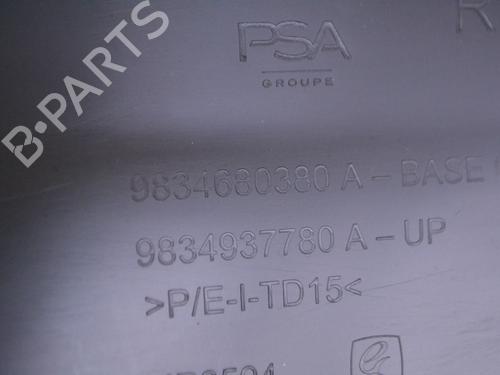 R
PSA
GROUPE
B-PARTS
9834680380 A - BASE
9834937780 A - UP
>P/E-I-TD15<